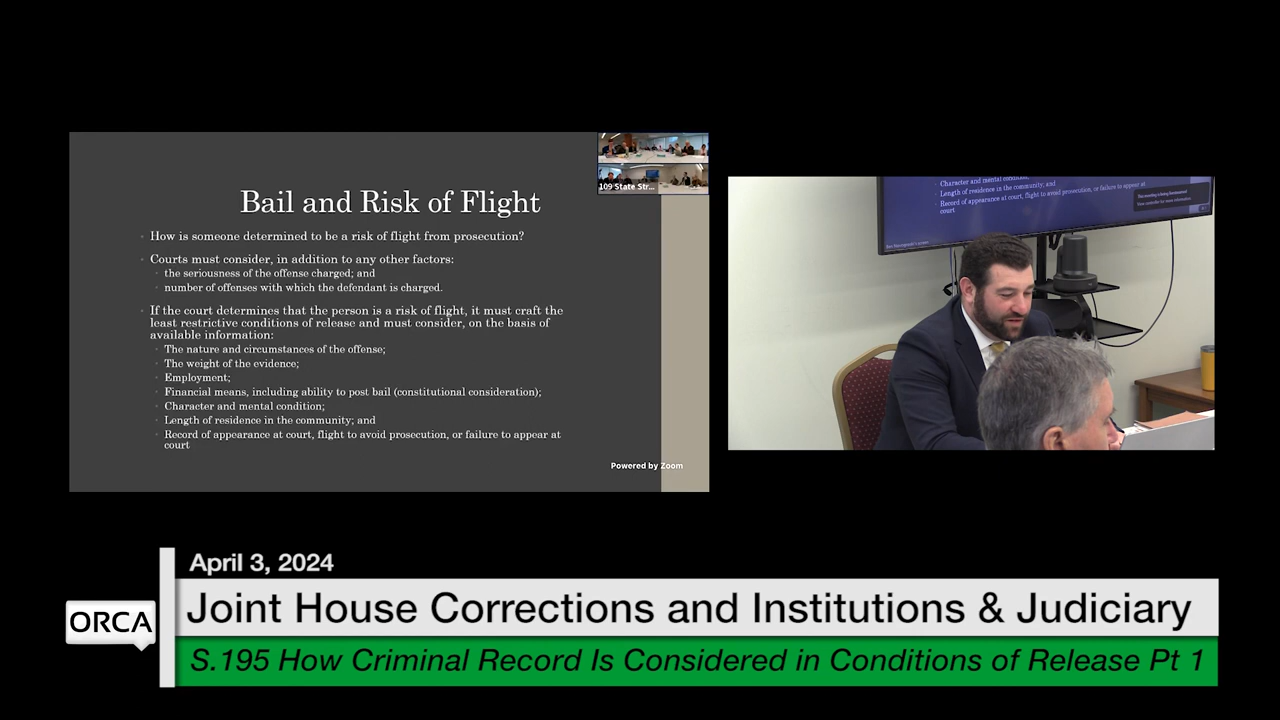 109 State Str...
Bail and Risk of Flight
How is someone determined to be a risk of flight from prosecution?
Courts must consider, in addition to any other factors:
the seriousness of the offense charged; and
number of offenses with which the defendant is charged.
If the court determines that the person is a risk of flight, it must craft the
least restrictive conditions of release and must consider, on the basis of
available information:
The nature and circumstances of the offense;
The weight of the evidence;
Employment;
Financial means, including ability to post bail (constitutional consideration);
Character and mental condition;
Length of residence in the community; and
Record of appearance at court, flight to avoid prosecution, or failure to appear at
court
Powered by Zoom
Character and mental condition;
Length of residence in the community; and
Record of appearance at court, flight to avoid prosecution, or failure to appear at
court
April 3, 2024
ORCA
Joint House Corrections and Institutions & Judiciary
S.195 How Criminal Record Is Considered in Conditions of Release Pt 1